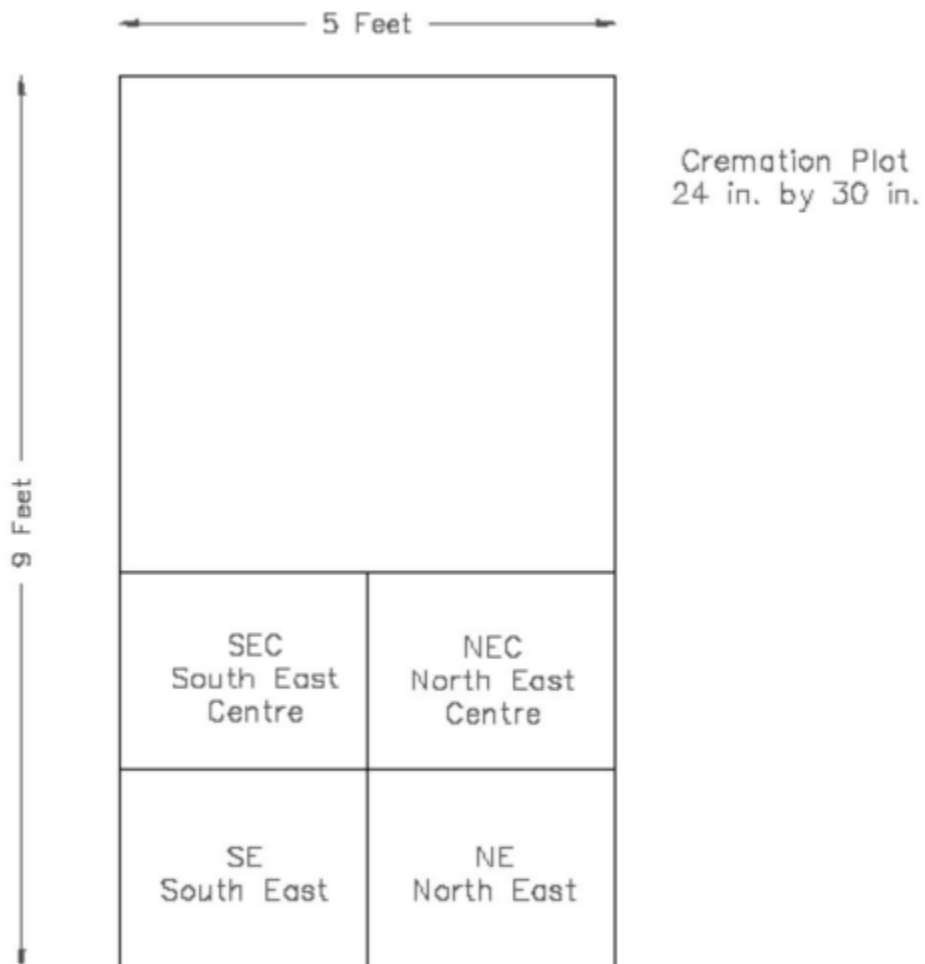 5 Feet
Cremation Plot
24 in. by 30 in.
9 Feet
SEC
South East
Centre
NEC
North East
Centre
SE
South East
NE
North East